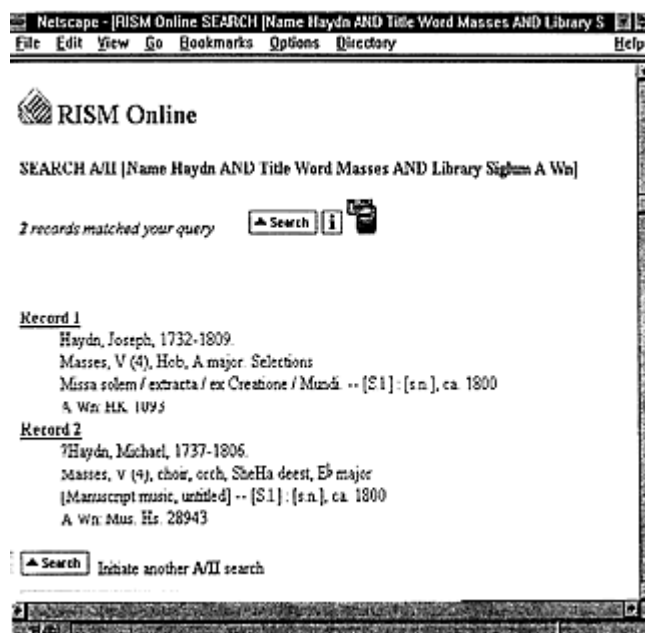 Netscape - [RISM Online SEARCH [Name Haydn AND Title Word Masses AND Library S
File Edit View Go Bookmarks Options Directory Help
RISM Online
SEARCH A/II [Name Haydn AND Title Word Masses AND Library Siglum A Wn]
2 records matched your query Search i
Record 1
Haydn, Joseph, 1732-1809.
Masses, V (4), Hob, A major. Selections
Missa solem / extracta / ex Creatione / Mundi. -- [S.l] : [s.n.], ca. 1800
A Wn: HK 1093
Record 2
?Haydn, Michael, 1737-1806.
Masses, V (4), choir, orch, SheHa deest, E♭ major
[Manuscript music, untitled] -- [S.l] : [s.n.], ca. 1800
A Wn: Mus. Hs. 28943
Search Initiate another A/II search